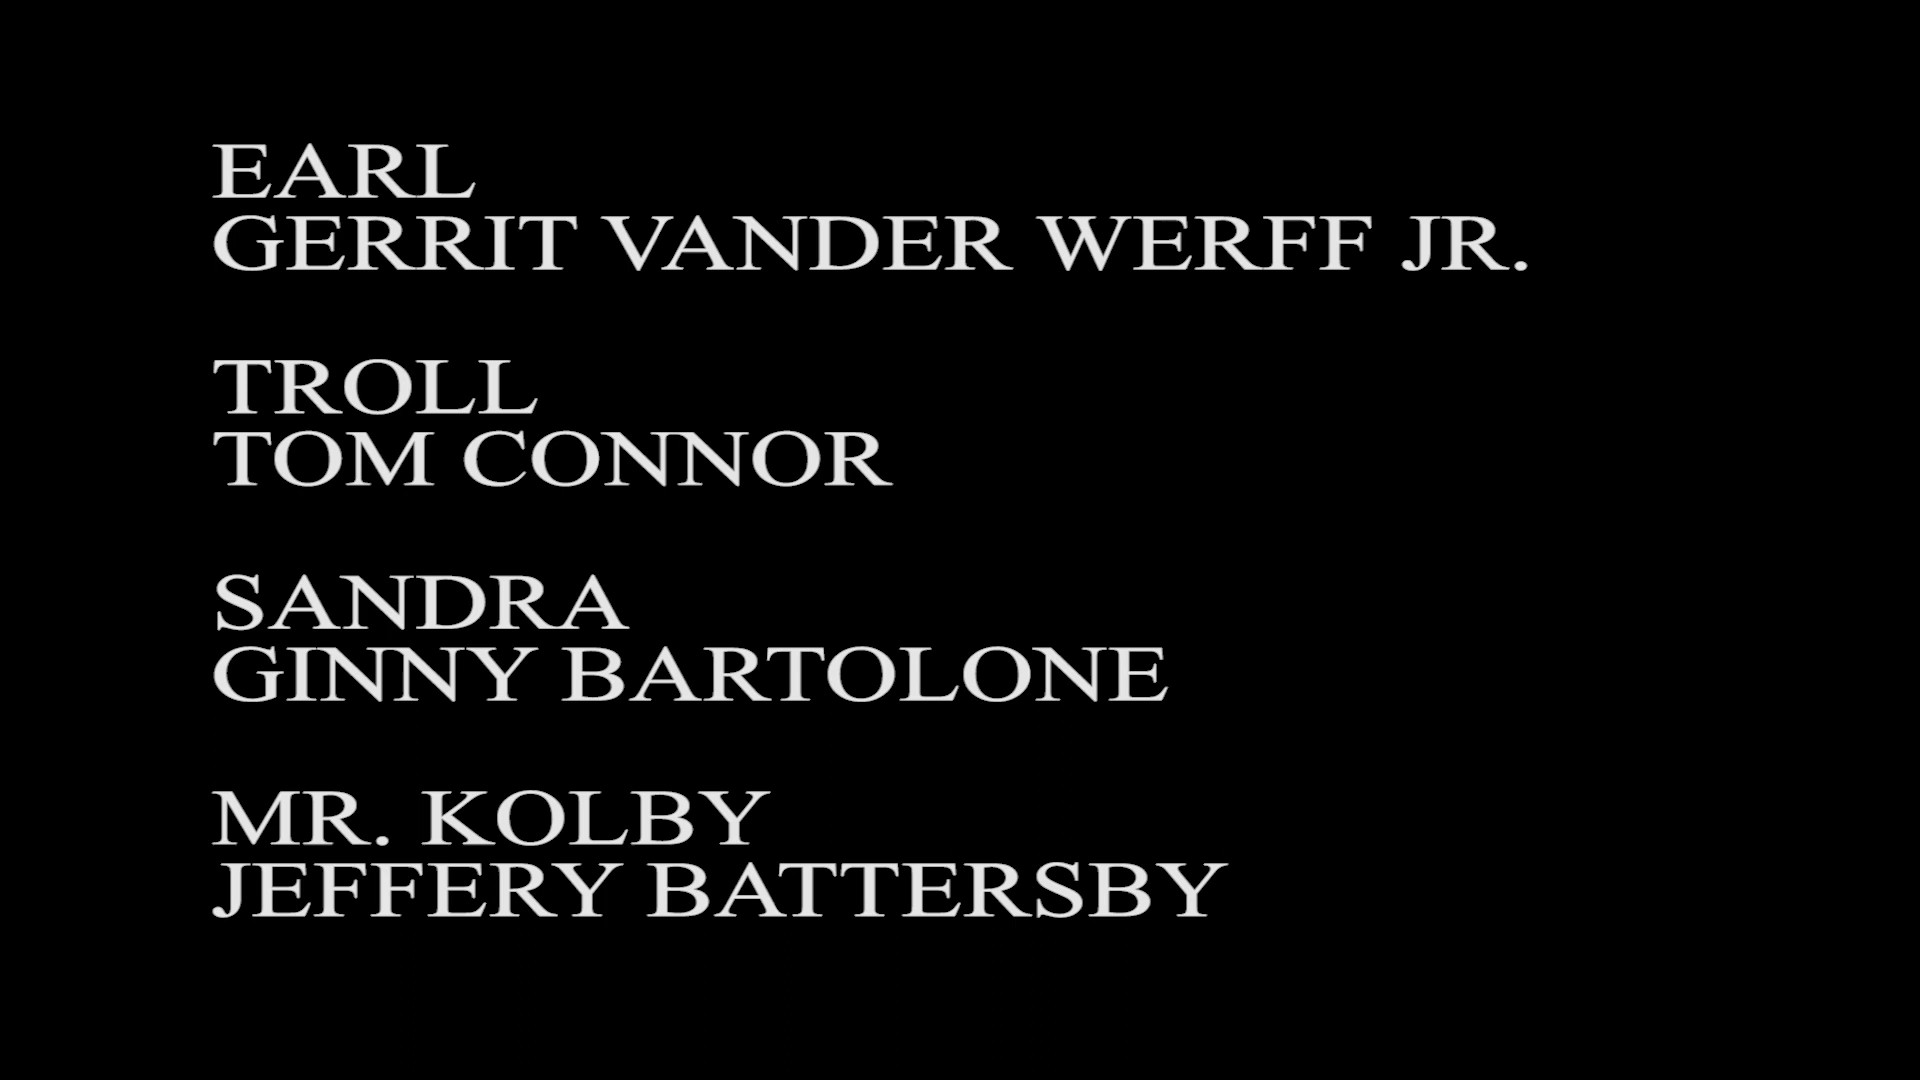 EARL
GERRIT VANDER WERFF JR.
TROLL
TOM CONNOR
SANDRA
GINNY BARTOLONE
MR. KOLBY
JEFFERY BATTERSBY